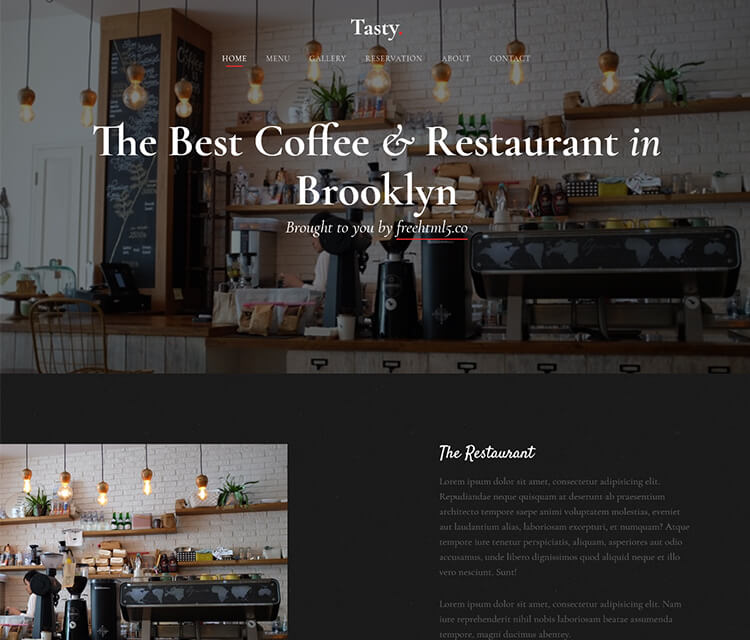 Tasty.
HOME MENU GALLERY RESERVATION ABOUT CONTACT
The Best Coffee & Restaurant in
Brooklyn
Brought to you by freehtml5.co
The Restaurant
Lorem ipsum dolor sit amet, consectetur adipisicing elit.
Repudiandae neque quisquam at deserunt ab praesentium
architecto tempore saepe animi voluptatem molestias, eveniet
aut laudantium alias, laboriosam excepturi, et numquam? Atque
tempore iure tenetur perspiciatis, aliquam, asperiores aut odio
accusamus, unde libero dignissimos quod aliquid neque et illo
vero nesciunt. Sunt!
Lorem ipsum dolor sit amet, consectetur adipisicing elit. Nam
iure reprehenderit nihil nobis laboriosam beatae assumenda
tempore, magni ducimus abentey.